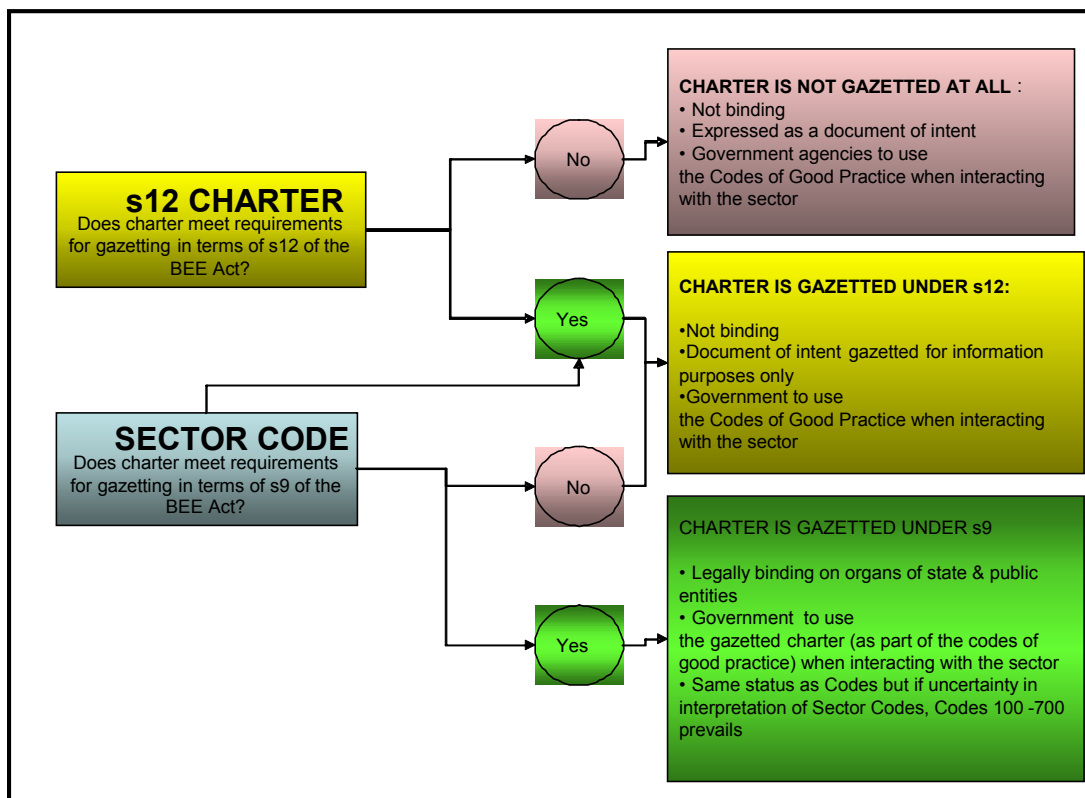 s12 CHARTER
Does charter meet requirements
for gazetting in terms of s12 of the
BEE Act?
No
CHARTER IS NOT GAZETTED AT ALL :
• Not binding
• Expressed as a document of intent
• Government agencies to use
the Codes of Good Practice when interacting
with the sector
Yes
CHARTER IS GAZETTED UNDER s12:
•Not binding
•Document of intent gazetted for information
purposes only
•Government to use
the Codes of Good Practice when interacting
with the sector
SECTOR CODE
Does charter meet requirements
for gazetting in terms of s9 of the
BEE Act?
No
Yes
CHARTER IS GAZETTED UNDER s9
• Legally binding on organs of state & public
entities
• Government to use
the gazetted charter (as part of the codes of
good practice) when interacting with the sector
• Same status as Codes but if uncertainty in
interpretation of Sector Codes, Codes 100 -700
prevails